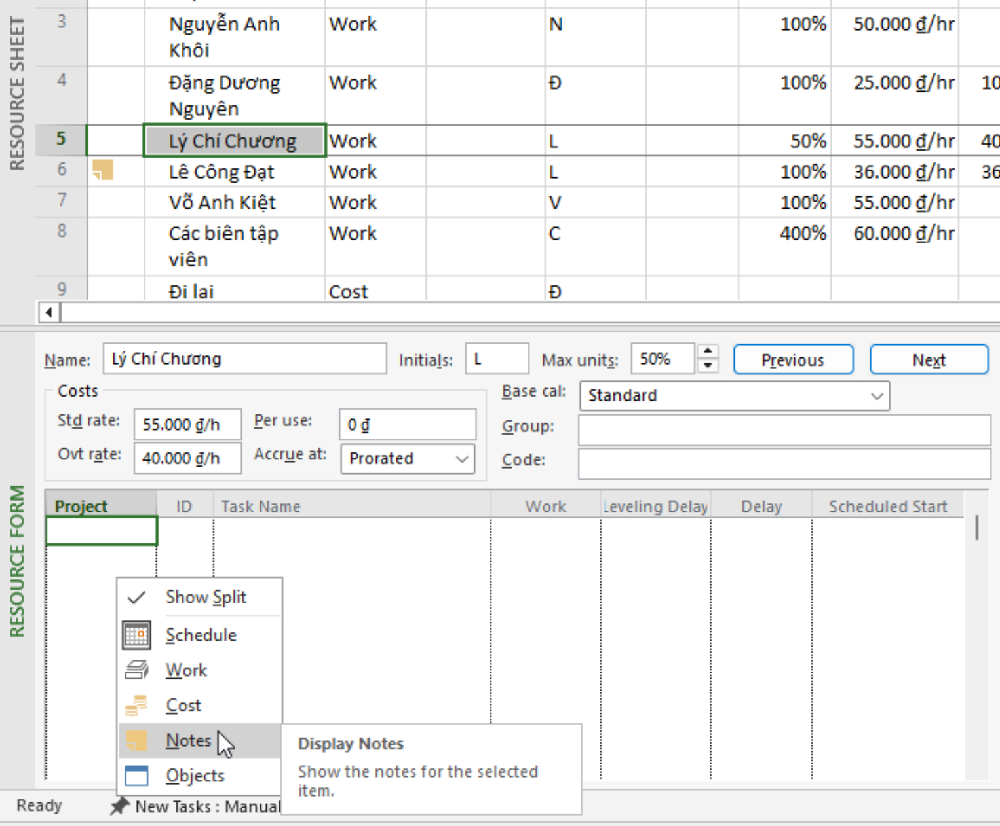 RESOURCE SHEET
3 Nguyễn Anh Work N 100% 50.000 ₫/hr
Khôi
4 Đặng Dương Work Đ 100% 25.000 ₫/hr 10
Nguyên
5 Lý Chí Chương Work L 50% 55.000 ₫/hr 40
6 Lê Công Đạt Work L 100% 36.000 ₫/hr 36
7 Võ Anh Kiệt Work V 100% 55.000 ₫/hr
8 Các biên tập Work C 400% 60.000 ₫/hr
viên
9 Đi lại Cost Đ
RESOURCE FORM
Name: Lý Chí Chương Initials: L Max units: 50% Previous Next
Costs Base cal: Standard
Std rate: 55.000 ₫/h Per use: 0 ₫ Group:
Ovt rate: 40.000 ₫/h Accrue at: Prorated Code:
Project ID Task Name Work Leveling Delay Delay Scheduled Start
Show Split
Schedule
Work
Cost
Notes
Objects
Display Notes
Show the notes for the selected
item.
Ready New Tasks : Manual